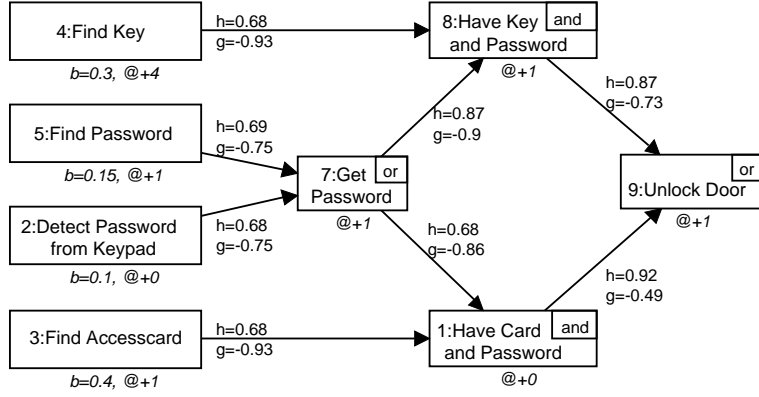 4:Find Key
b=0.3, @+4
h=0.68
g=-0.93
8:Have Key
and Password
and
@+1
5:Find Password
b=0.15, @+1
h=0.69
g=-0.75
h=0.87
g=-0.9
h=0.87
g=-0.73
7:Get
Password
or
@+1
9:Unlock Door
or
@+1
2:Detect Password
from Keypad
b=0.1, @+0
h=0.68
g=-0.75
h=0.68
g=-0.86
h=0.92
g=-0.49
3:Find Accesscard
b=0.4, @+1
h=0.68
g=-0.93
1:Have Card
and Password
and
@+0